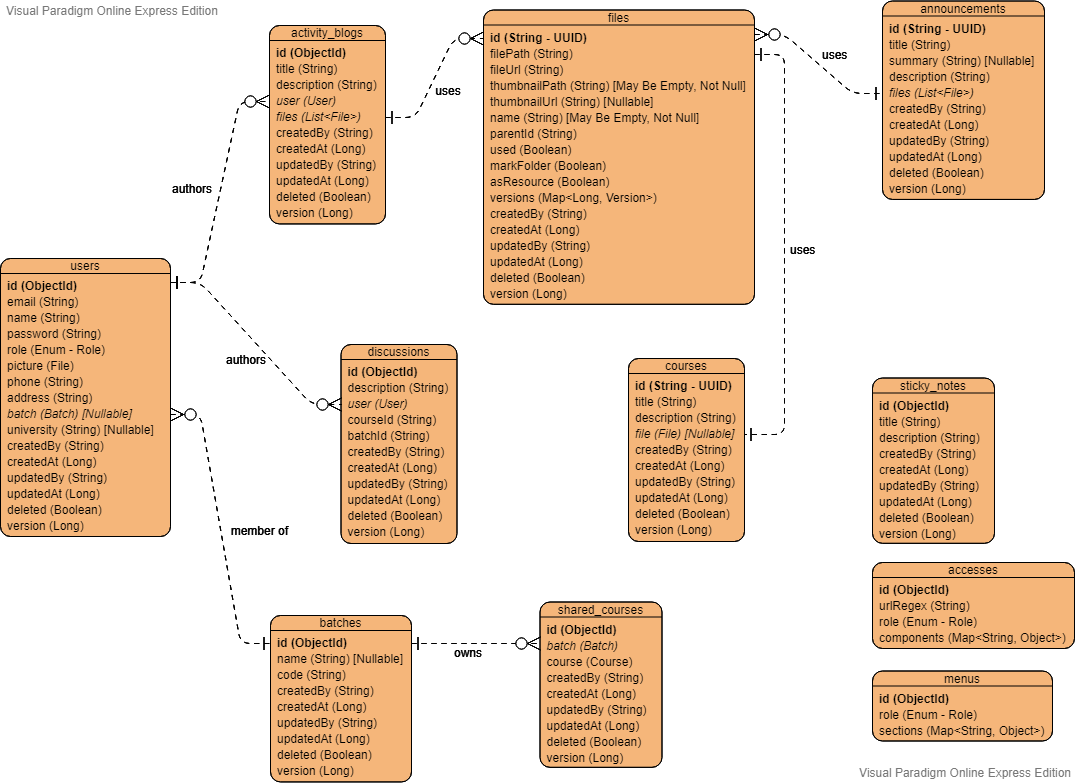 Visual Paradigm Online Express Edition
activity_blogs
id (ObjectId)
title (String)
description (String)
user (User)
files (List<File>)
createdBy (String)
createdAt (Long)
updatedBy (String)
updatedAt (Long)
deleted (Boolean)
version (Long)
files
id (String - UUID)
filePath (String)
fileUrl (String)
thumbnailPath (String) [May Be Empty, Not Null]
thumbnailUrl (String) [Nullable]
name (String) [May Be Empty, Not Null]
parentId (String)
used (Boolean)
markFolder (Boolean)
asResource (Boolean)
versions (Map<Long, Version>)
createdBy (String)
createdAt (Long)
updatedBy (String)
updatedAt (Long)
deleted (Boolean)
version (Long)
announcements
id (String - UUID)
title (String)
summary (String) [Nullable]
description (String)
files (List<File>)
createdBy (String)
createdAt (Long)
updatedBy (String)
updatedAt (Long)
deleted (Boolean)
version (Long)
uses
uses
authors
uses
users
id (ObjectId)
email (String)
name (String)
password (String)
role (Enum - Role)
picture (File)
phone (String)
address (String)
batch (Batch) [Nullable]
university (String) [Nullable]
createdBy (String)
createdAt (Long)
updatedBy (String)
updatedAt (Long)
deleted (Boolean)
version (Long)
authors
discussions
id (ObjectId)
description (String)
user (User)
courseId (String)
batchId (String)
createdBy (String)
createdAt (Long)
updatedBy (String)
updatedAt (Long)
deleted (Boolean)
version (Long)
courses
id (String - UUID)
title (String)
description (String)
file (File) [Nullable]
createdBy (String)
createdAt (Long)
updatedBy (String)
updatedAt (Long)
deleted (Boolean)
version (Long)
sticky_notes
id (ObjectId)
title (String)
description (String)
createdBy (String)
createdAt (Long)
updatedBy (String)
updatedAt (Long)
deleted (Boolean)
version (Long)
member of
accesses
id (ObjectId)
urlRegex (String)
role (Enum - Role)
components (Map<String, Object>)
batches
id (ObjectId)
name (String) [Nullable]
code (String)
createdBy (String)
createdAt (Long)
updatedBy (String)
updatedAt (Long)
deleted (Boolean)
version (Long)
owns
shared_courses
id (ObjectId)
batch (Batch)
course (Course)
createdBy (String)
createdAt (Long)
updatedBy (String)
updatedAt (Long)
deleted (Boolean)
version (Long)
menus
id (ObjectId)
role (Enum - Role)
sections (Map<String, Object>)
Visual Paradigm Online Express Edition